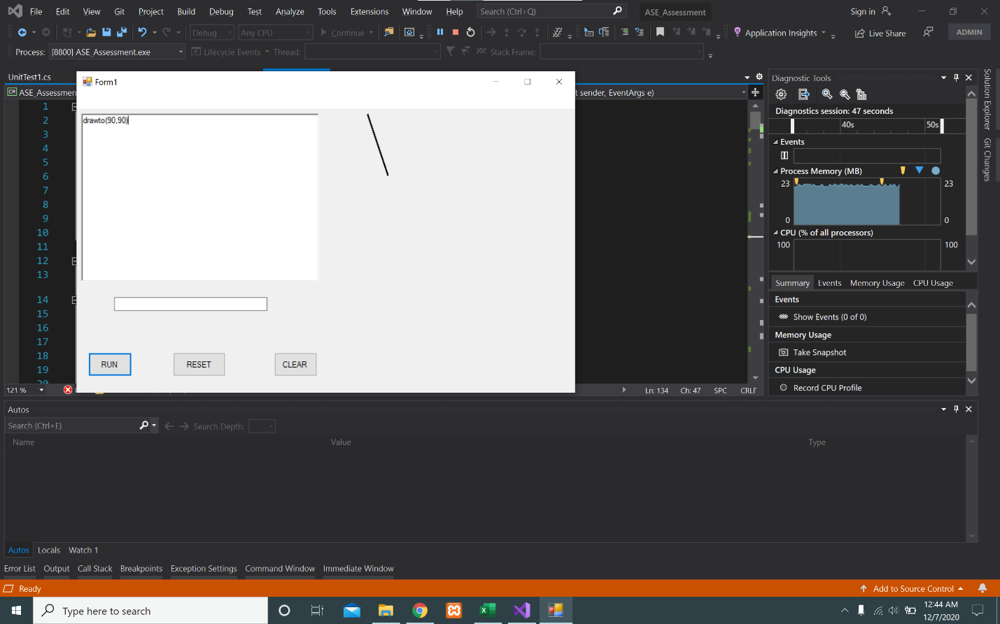 File Edit View Git Project Build Debug Test Analyze Tools Extensions Window Help Search (Ctrl+Q) ASE_Assessment Sign in
Debug Any CPU Continue Application Insights Live Share ADMIN
Process: [8800] ASE_Assessment.exe Lifecycle Events Thread: Stack Frame:
UnitTest1.cs
C# ASE_Assessmen t sender, EventArgs e)
Form1
drawto(90,90)
RUN RESET CLEAR
1
2
3
4
5
6
7
8
9
10
11
12
13
14
15
16
17
18
19
20
121 % Ln: 134 Ch: 47 SPC CRLF
Diagnostic Tools
Diagnostics session: 47 seconds
40s 50s
Events
Process Memory (MB)
23 23
0 0
CPU (% of all processors)
100 100
Summary Events Memory Usage CPU Usage
Events
Show Events (0 of 0)
Memory Usage
Take Snapshot
CPU Usage
Record CPU Profile
Solution Explorer
Git Changes
Autos
Search (Ctrl+E) Search Depth:
Name Value Type
Autos Locals Watch 1
Error List Output Call Stack Breakpoints Exception Settings Command Window Immediate Window
Ready Add to Source Control
Type here to search
12:44 AM
12/7/2020